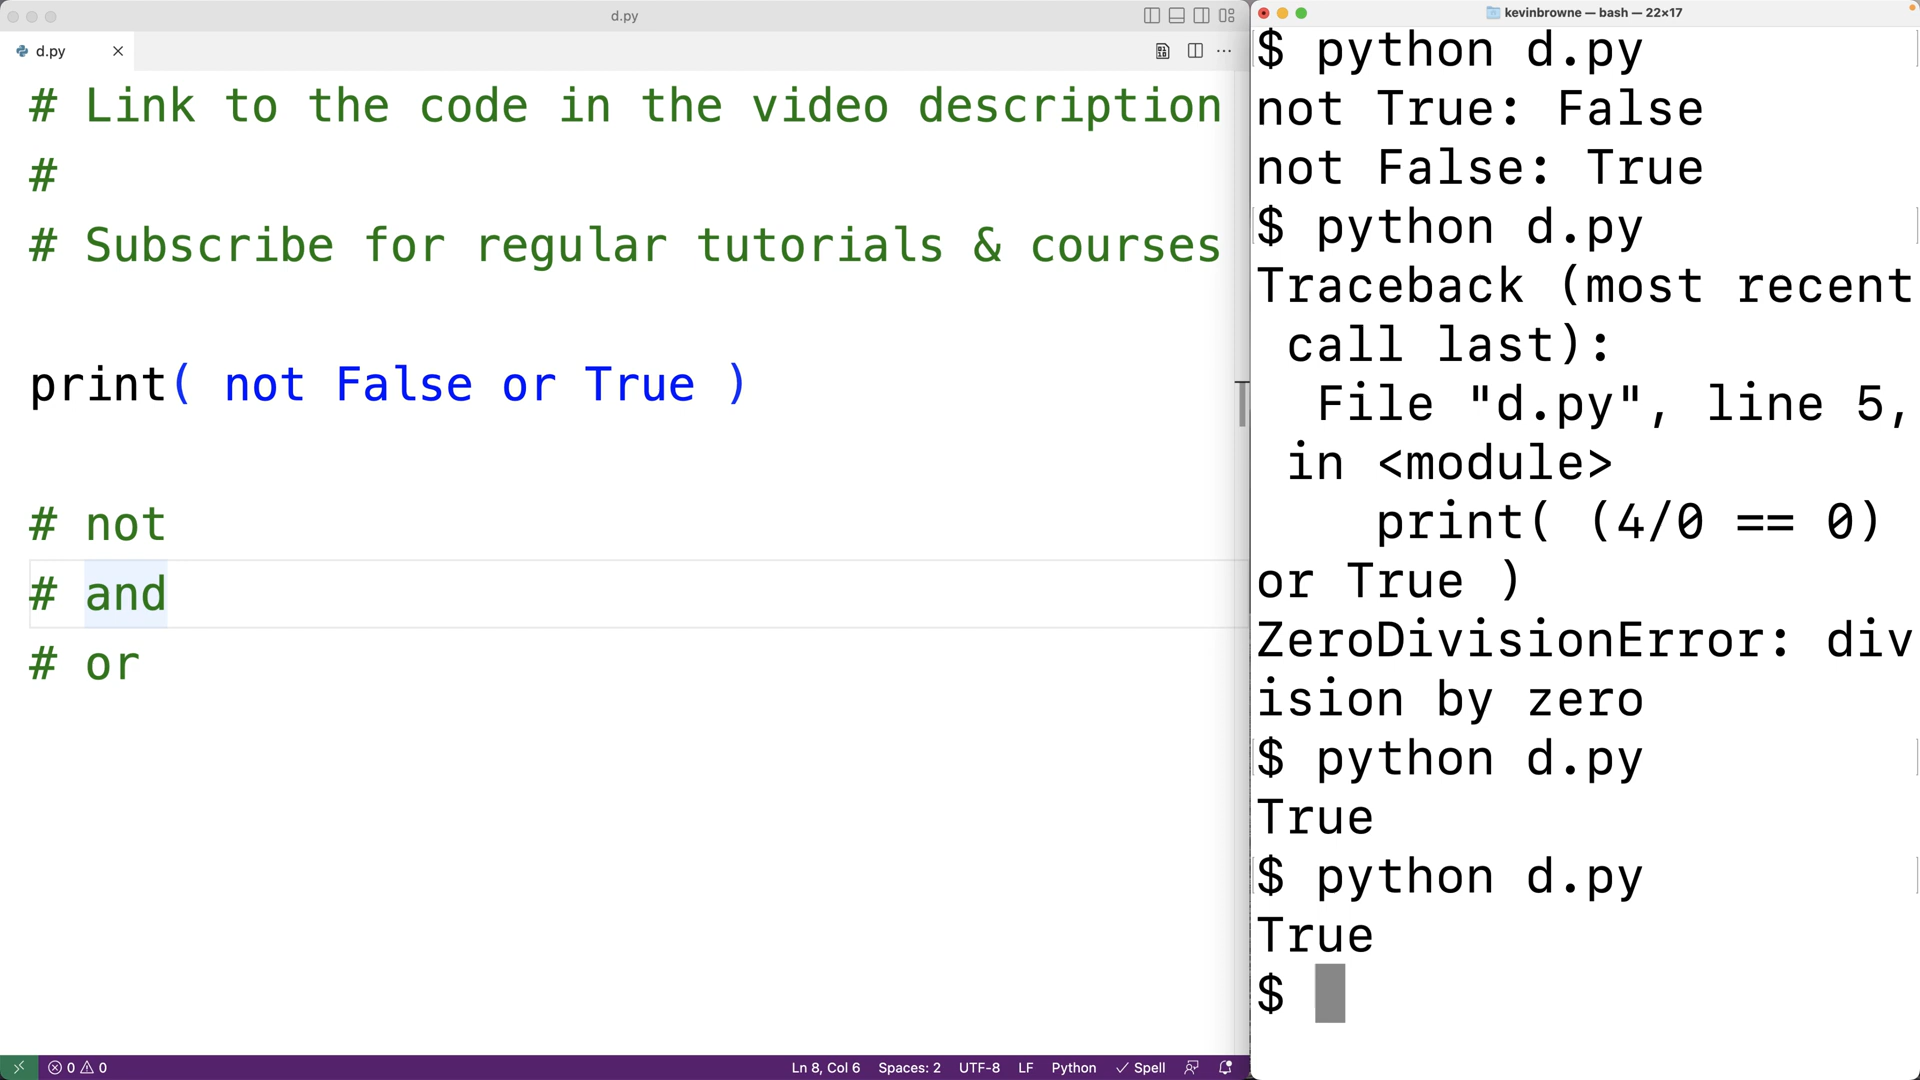 d.py
d.py
# Link to the code in the video description
#
# Subscribe for regular tutorials & courses
print( not False or True )
# not
# and
# or
0 0
Ln 8, Col 6 Spaces: 2 UTF-8 LF Python Spell
kevinbrowne — bash — 22×17
$ python d.py
not True: False
not False: True
$ python d.py
Traceback (most recent
call last):
File "d.py", line 5,
in <module>
print( (4/0 == 0)
or True )
ZeroDivisionError: div
ision by zero
$ python d.py
True
$ python d.py
True
$